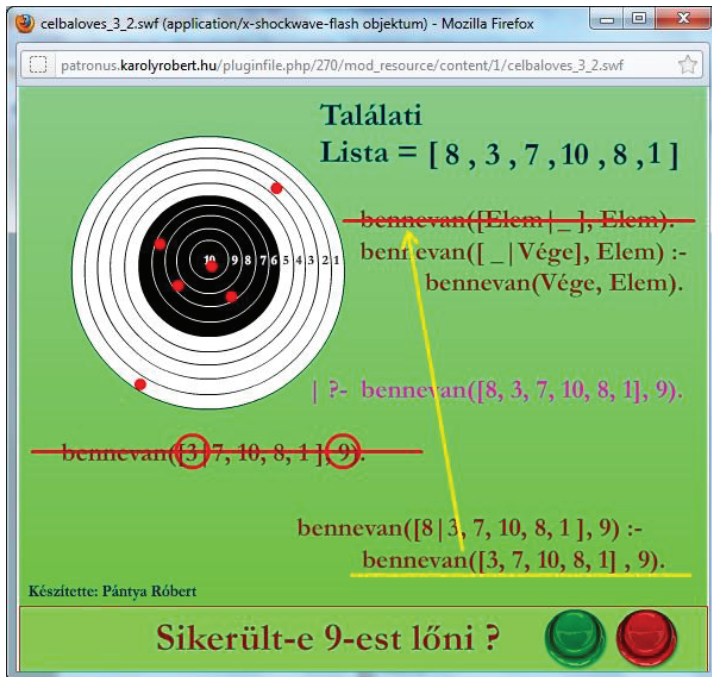 celbaloves_3_2.swf (application/x-shockwave-flash objektum) - Mozilla Firefox
patronus.karolyrobert.hu/pluginfile.php/270/mod_resource/content/1/celbaloves_3_2.swf
Találati
Lista = [ 8 , 3 , 7 , 10 , 8 , 1 ]
bennevan([Elem|_ ], Elem).
bennevan([ _|Vége], Elem) :-
bennevan(Vége, Elem).
10 9 8 7 6 5 4 3 2 1
| ?- bennevan([8, 3, 7, 10, 8, 1], 9).
bennevan([3|7, 10, 8, 1 ], 9).
bennevan([8|3, 7, 10, 8, 1 ], 9) :-
bennevan([3, 7, 10, 8, 1] , 9).
Készítette: Pántya Róbert
Sikerült-e 9-est lőni ?